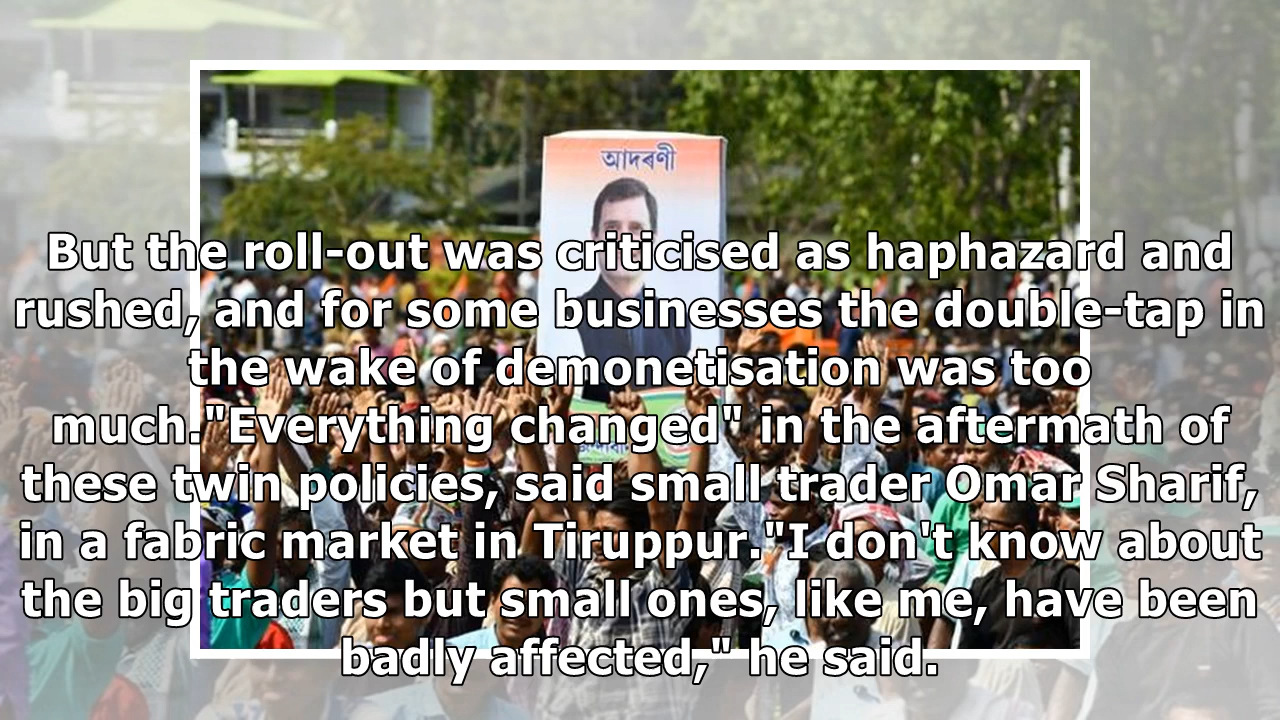 আদৰণী
But the roll-out was criticised as haphazard and
rushed, and for some businesses the double-tap in
the wake of demonetisation was too
much."Everything changed" in the aftermath of
these twin policies, said small trader Omar Sharif,
in a fabric market in Tiruppur."I don't know about
the big traders but small ones, like me, have been
badly affected," he said.